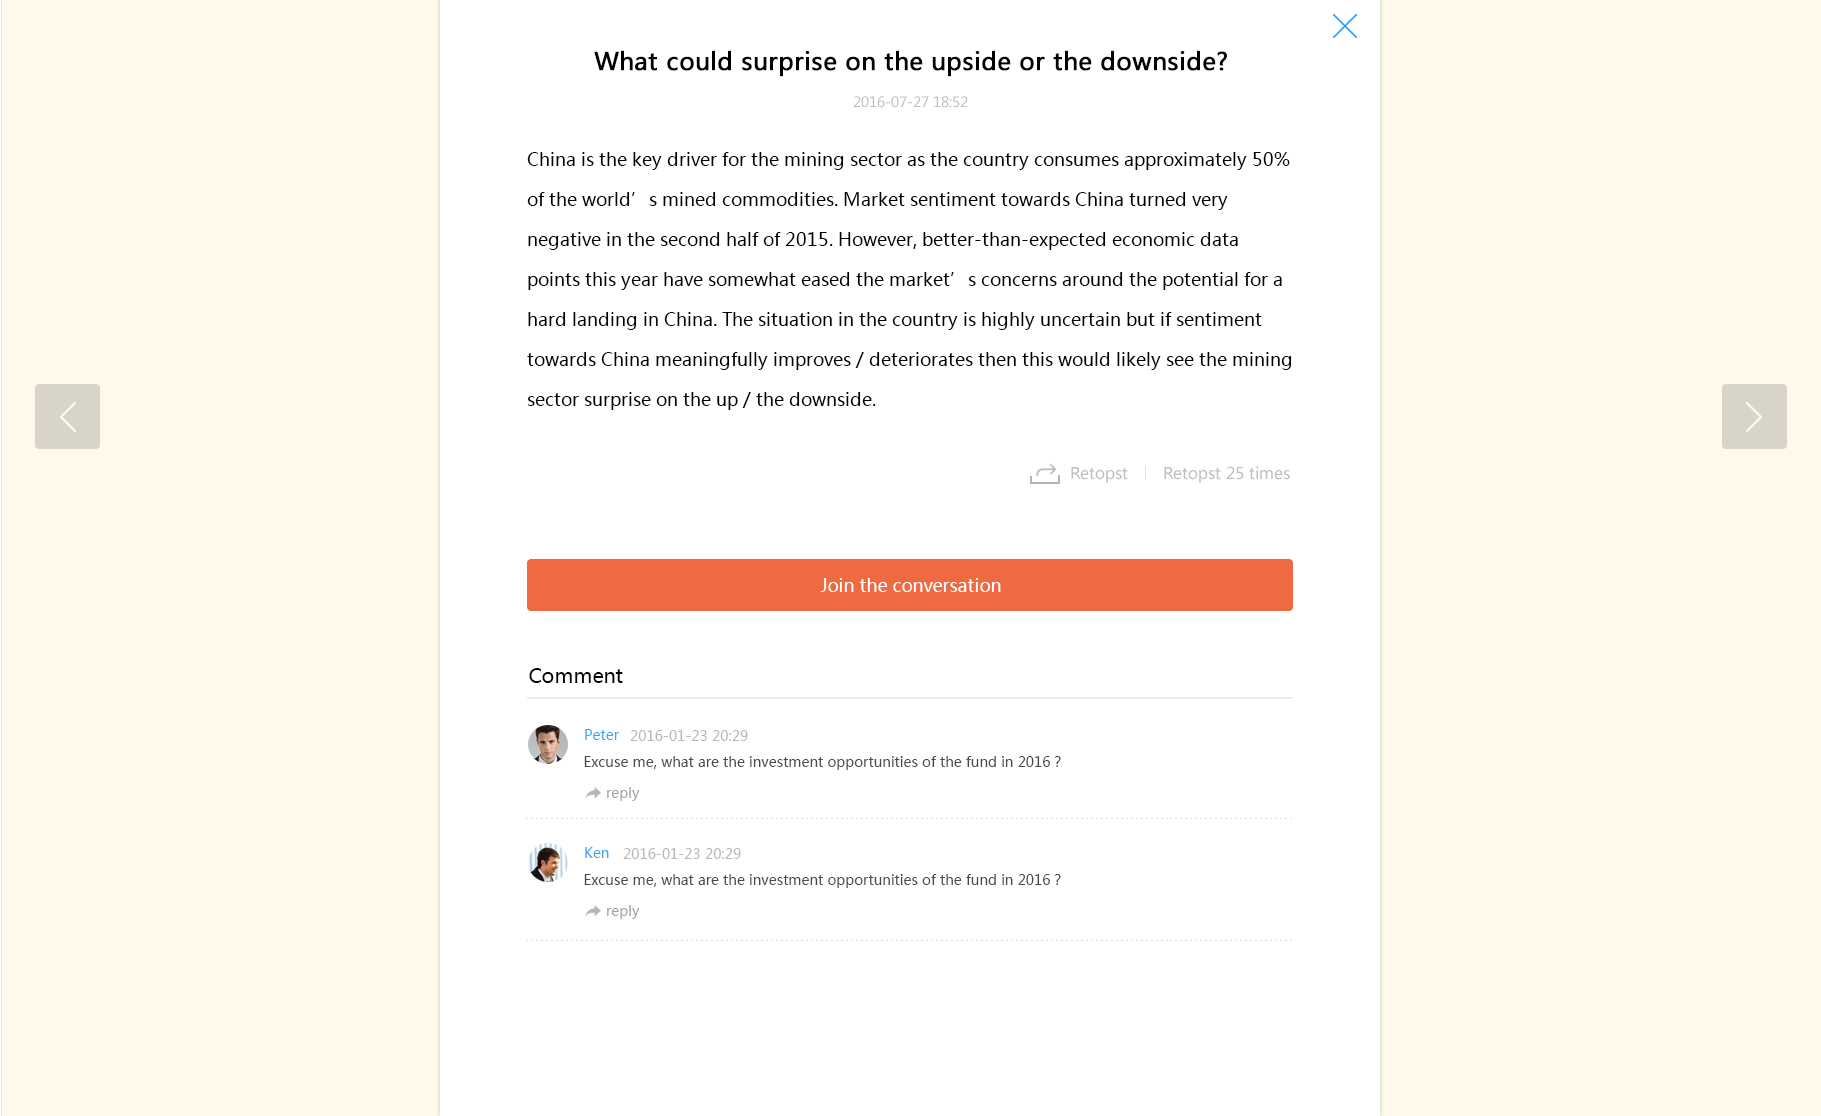 What could surprise on the upside or the downside?
2016-07-27 18:52
China is the key driver for the mining sector as the country consumes approximately 50%
of the world’s mined commodities. Market sentiment towards China turned very
negative in the second half of 2015. However, better-than-expected economic data
points this year have somewhat eased the market’s concerns around the potential for a
hard landing in China. The situation in the country is highly uncertain but if sentiment
towards China meaningfully improves / deteriorates then this would likely see the mining
sector surprise on the up / the downside.
Retopst | Retopst 25 times
Join the conversation
Comment
Peter 2016-01-23 20:29
Excuse me, what are the investment opportunities of the fund in 2016 ?
reply
Ken 2016-01-23 20:29
Excuse me, what are the investment opportunities of the fund in 2016 ?
reply